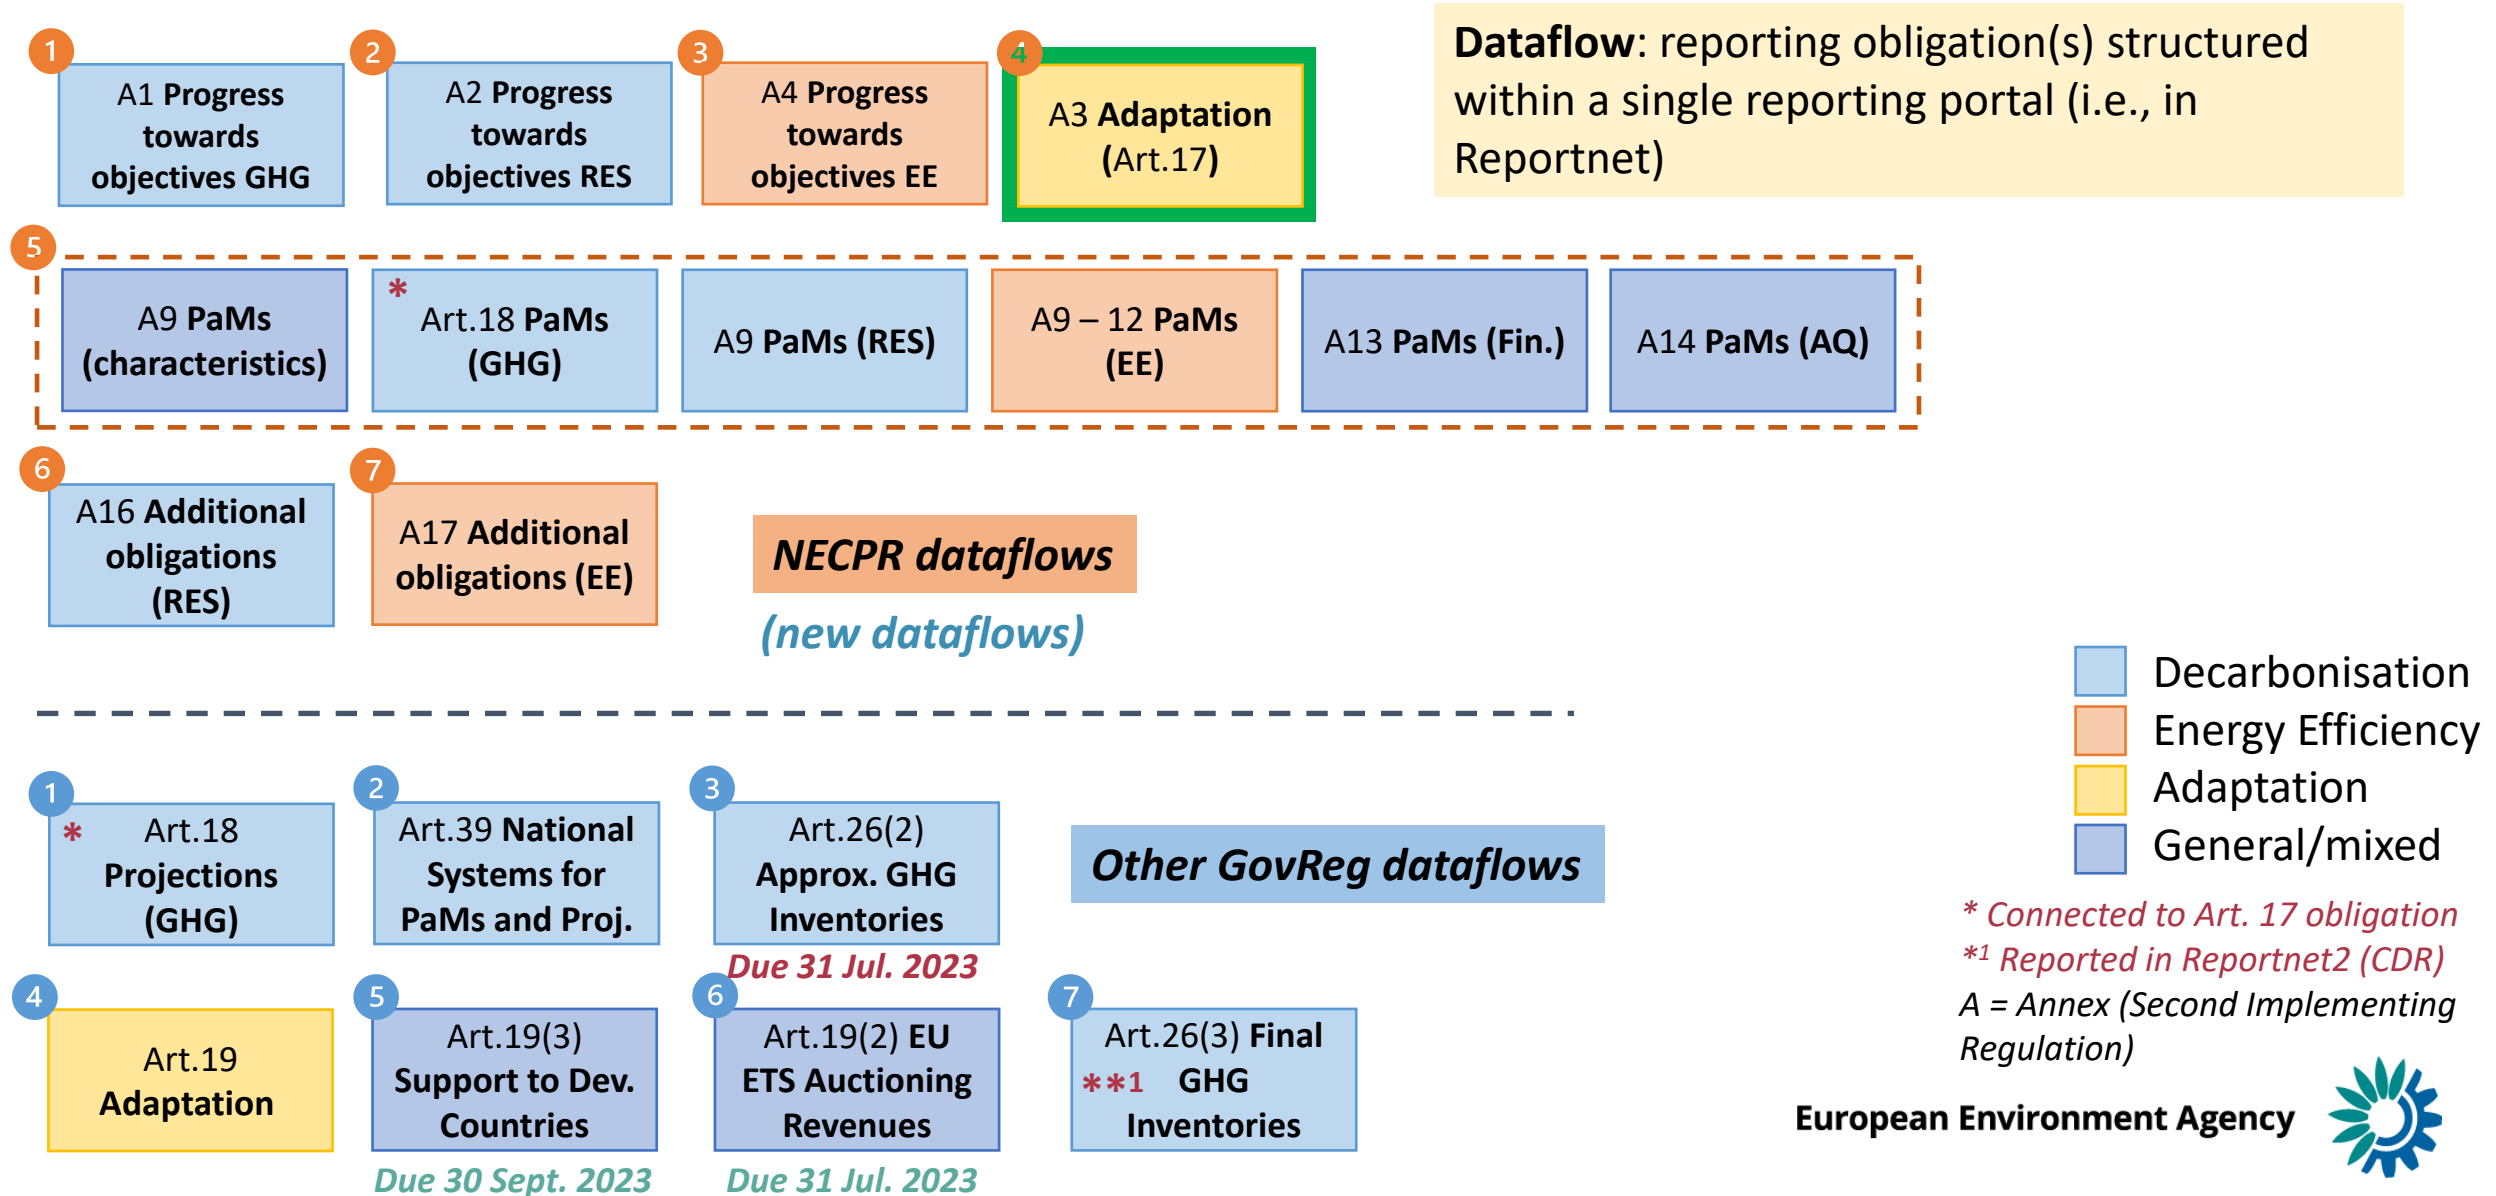 1
A1 Progress
towards
objectives GHG
2
A2 Progress
towards
objectives RES
3
A4 Progress
towards
objectives EE
4
A3 Adaptation
(Art.17)
Dataflow: reporting obligation(s) structured
within a single reporting portal (i.e., in
Reportnet)
5
A9 PaMs
(characteristics)
*
Art.18 PaMs
(GHG)
A9 PaMs (RES)
A9 – 12 PaMs
(EE)
A13 PaMs (Fin.)
A14 PaMs (AQ)
6
A16 Additional
obligations
(RES)
7
A17 Additional
obligations (EE)
NECPR dataflows
(new dataflows)
Decarbonisation
Energy Efficiency
Adaptation
General/mixed
1
* Art.18
Projections
(GHG)
2
Art.39 National
Systems for
PaMs and Proj.
3
Art.26(2)
Approx. GHG
Inventories
Due 31 Jul. 2023
Other GovReg dataflows
* Connected to Art. 17 obligation
*1 Reported in Reportnet2 (CDR)
A = Annex (Second Implementing
Regulation)
4
Art.19
Adaptation
5
Art.19(3)
Support to Dev.
Countries
Due 30 Sept. 2023
6
Art.19(2) EU
ETS Auctioning
Revenues
Due 31 Jul. 2023
7
Art.26(3) Final
**1 GHG
Inventories
European Environment Agency